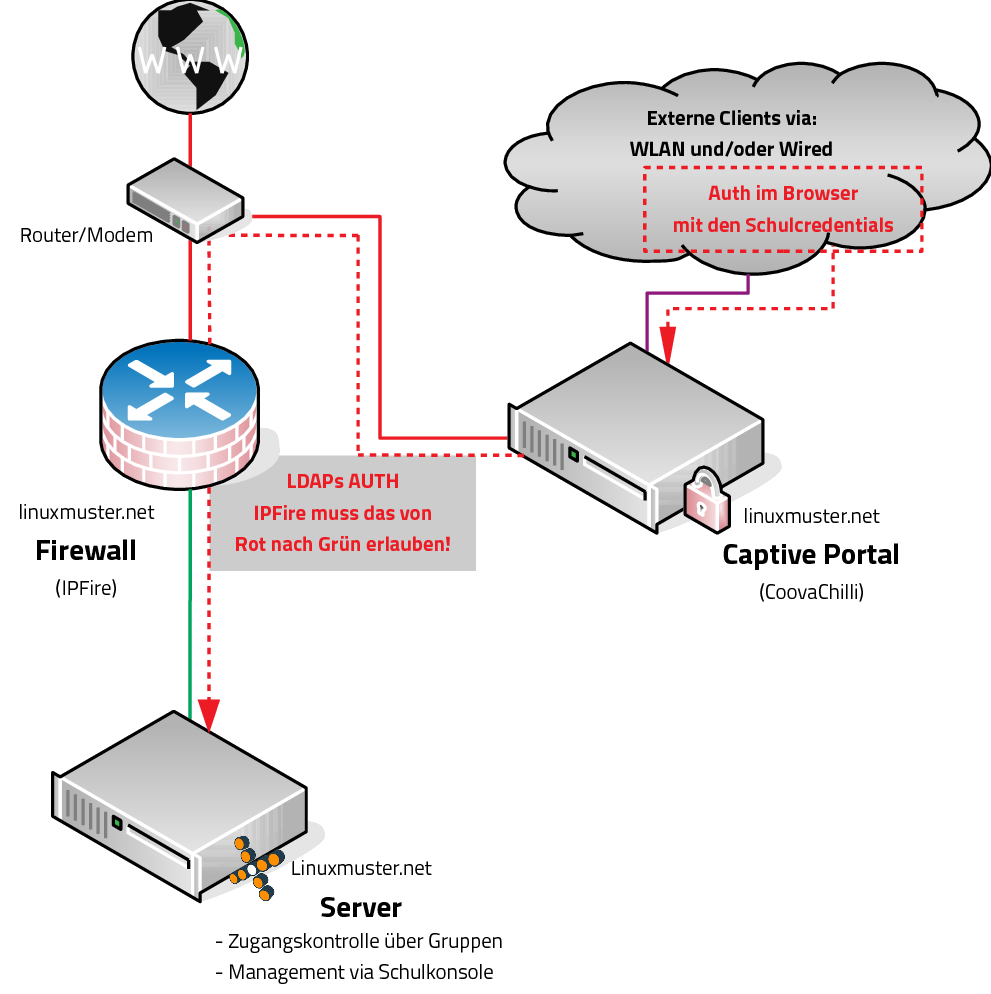 WWW
Externe Clients via:
WLAN und/oder Wired
Auth im Browser
mit den Schulcredentials
Router/Modem
LDAPs AUTH
IPFire muss das von
Rot nach Grün erlauben!
linuxmuster.net
Firewall
(IPFire)
linuxmuster.net
Captive Portal
(CoovaChilli)
Linuxmuster.net
Server
- Zugangskontrolle über Gruppen
- Management via Schulkonsole